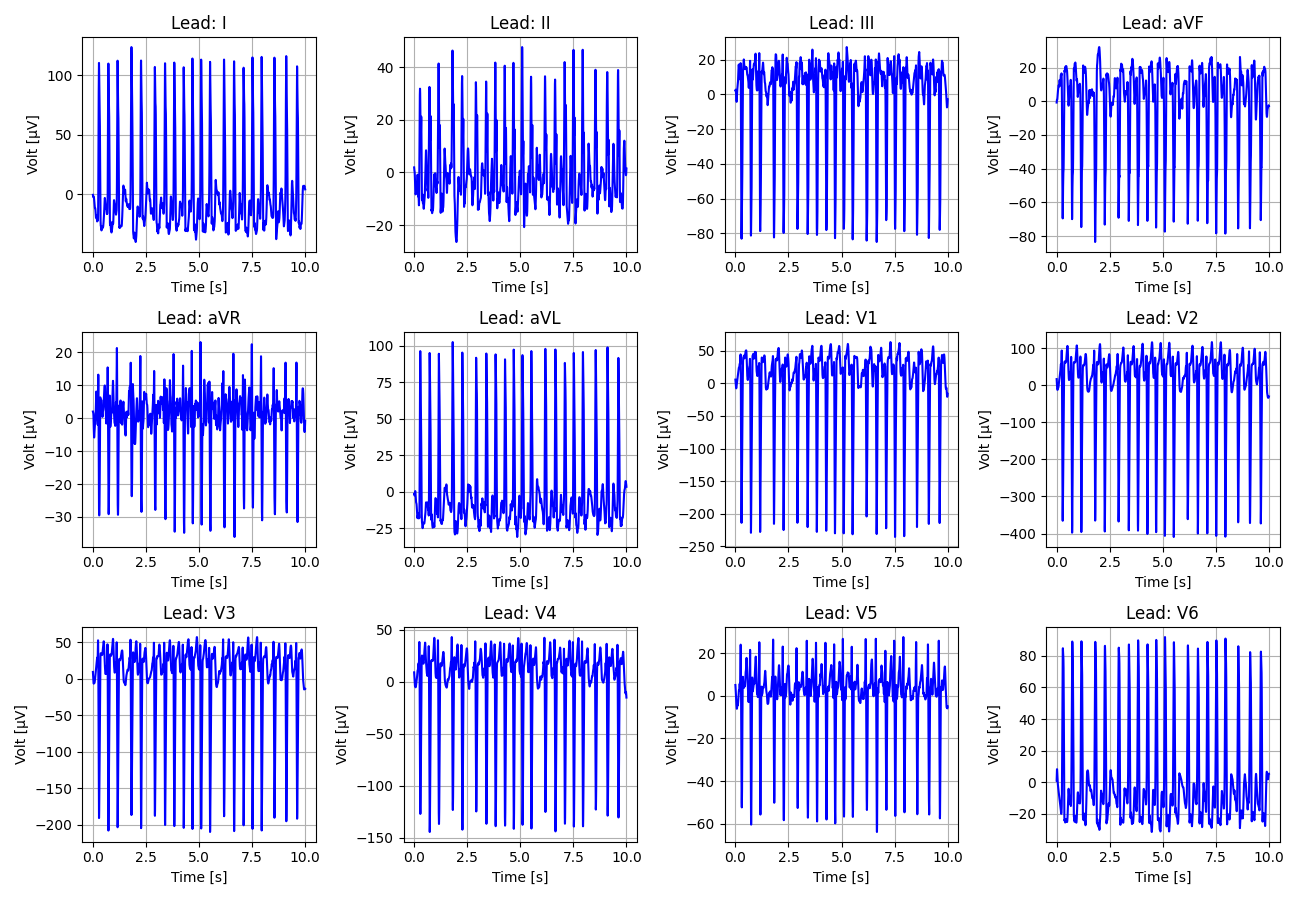 Lead: I
Lead: II
Lead: III
Lead: aVF
Volt [µV]
100
50
0
0.0 2.5 5.0 7.5 10.0
Time [s]
Volt [µV]
40
20
0
−20
0.0 2.5 5.0 7.5 10.0
Time [s]
Volt [µV]
20
0
−20
−40
−60
−80
0.0 2.5 5.0 7.5 10.0
Time [s]
Volt [µV]
20
0
−20
−40
−60
−80
0.0 2.5 5.0 7.5 10.0
Time [s]
Lead: aVR
Lead: aVL
Lead: V1
Lead: V2
Volt [µV]
20
10
0
−10
−20
−30
0.0 2.5 5.0 7.5 10.0
Time [s]
Volt [µV]
100
75
50
25
0
−25
0.0 2.5 5.0 7.5 10.0
Time [s]
Volt [µV]
50
0
−50
−100
−150
−200
−250
0.0 2.5 5.0 7.5 10.0
Time [s]
Volt [µV]
100
0
−100
−200
−300
−400
0.0 2.5 5.0 7.5 10.0
Time [s]
Lead: V3
Lead: V4
Lead: V5
Lead: V6
Volt [µV]
50
0
−50
−100
−150
−200
0.0 2.5 5.0 7.5 10.0
Time [s]
Volt [µV]
50
0
−50
−100
−150
0.0 2.5 5.0 7.5 10.0
Time [s]
Volt [µV]
20
0
−20
−40
−60
0.0 2.5 5.0 7.5 10.0
Time [s]
Volt [µV]
80
60
40
20
0
−20
0.0 2.5 5.0 7.5 10.0
Time [s]